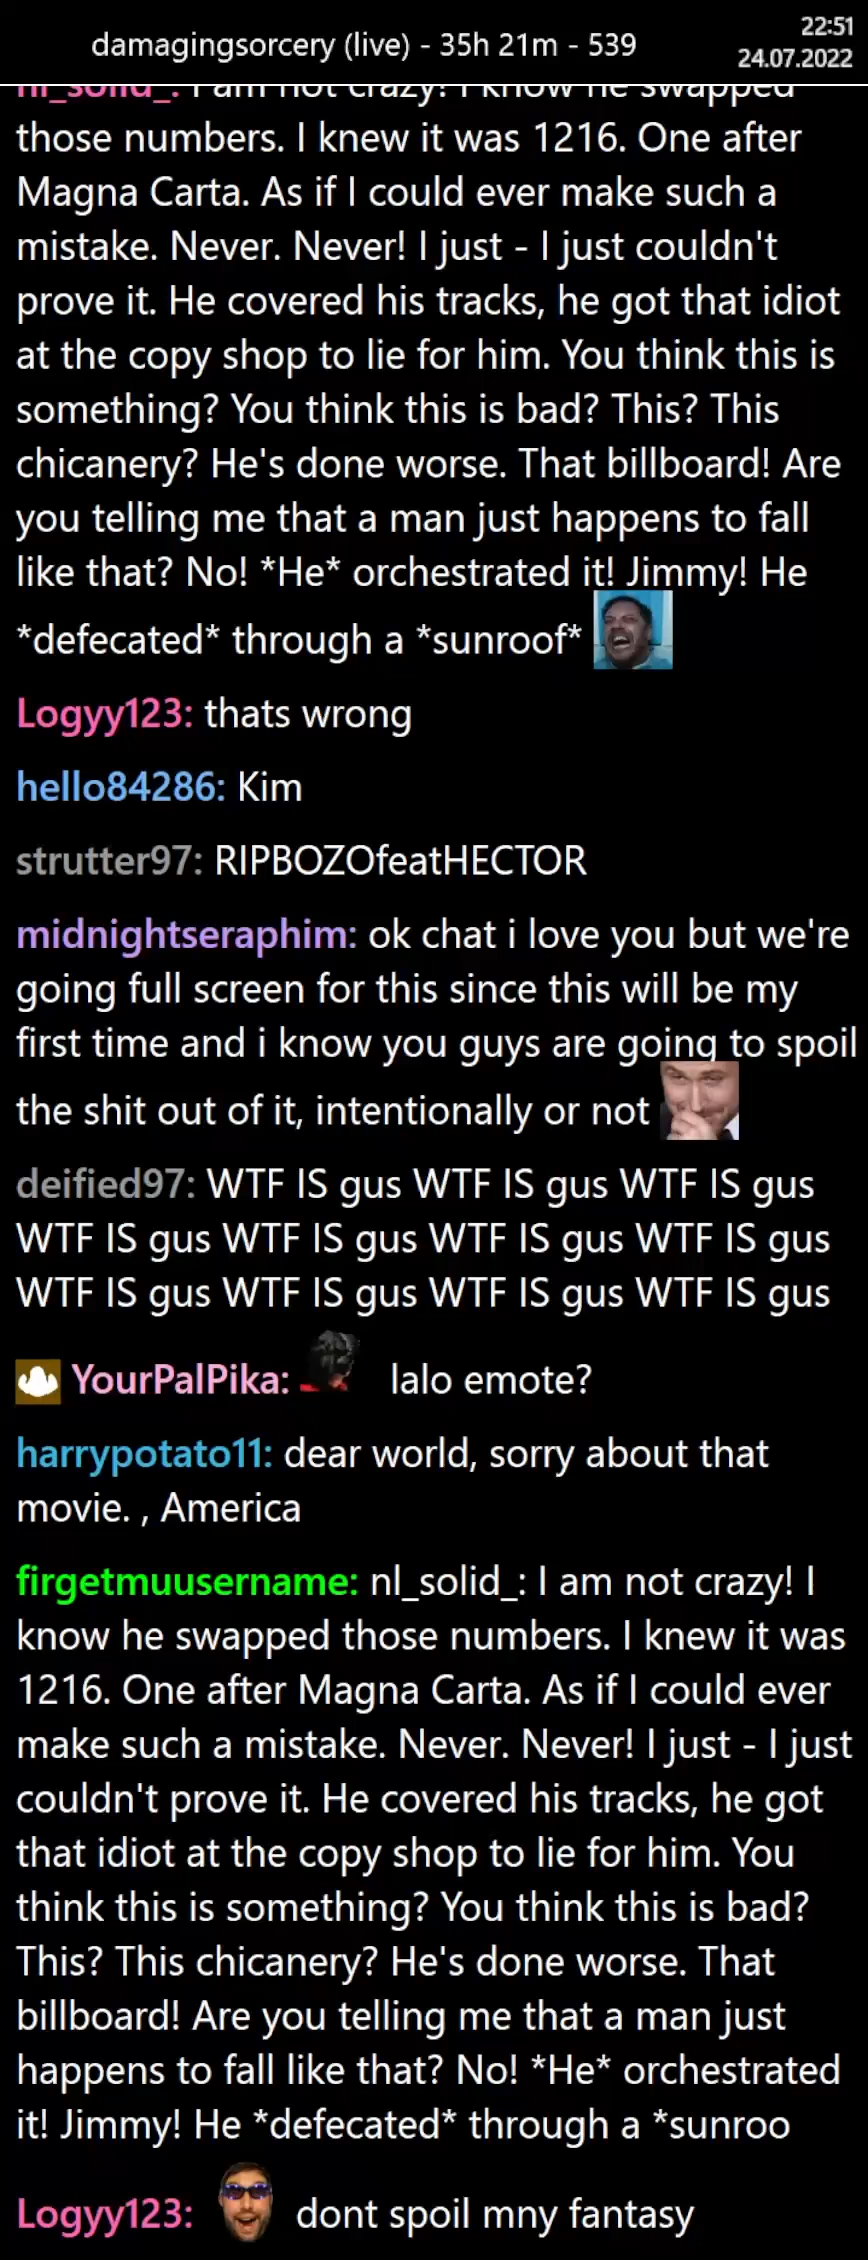 damagingsorcery (live) - 35h 21m - 539
22:51
24.07.2022
nl_solid_: I am not crazy! I know he swapped
those numbers. I knew it was 1216. One after
Magna Carta. As if I could ever make such a
mistake. Never. Never! I just - I just couldn't
prove it. He covered his tracks, he got that idiot
at the copy shop to lie for him. You think this is
something? You think this is bad? This? This
chicanery? He's done worse. That billboard! Are
you telling me that a man just happens to fall
like that? No! *He* orchestrated it! Jimmy! He
*defecated* through a *sunroof*
Logyy123: thats wrong
hello84286: Kim
strutter97: RIPBOZOfeatHECTOR
midnightseraphim: ok chat i love you but we're
going full screen for this since this will be my
first time and i know you guys are going to spoil
the shit out of it, intentionally or not
deified97: WTF IS gus WTF IS gus WTF IS gus
WTF IS gus WTF IS gus WTF IS gus WTF IS gus
WTF IS gus WTF IS gus WTF IS gus WTF IS gus
YourPalPika: lalo emote?
harrypotato11: dear world, sorry about that
movie. , America
firgetmuusername: nl_solid_: I am not crazy! I
know he swapped those numbers. I knew it was
1216. One after Magna Carta. As if I could ever
make such a mistake. Never. Never! I just - I just
couldn't prove it. He covered his tracks, he got
that idiot at the copy shop to lie for him. You
think this is something? You think this is bad?
This? This chicanery? He's done worse. That
billboard! Are you telling me that a man just
happens to fall like that? No! *He* orchestrated
it! Jimmy! He *defecated* through a *sunroo
Logyy123: dont spoil mny fantasy